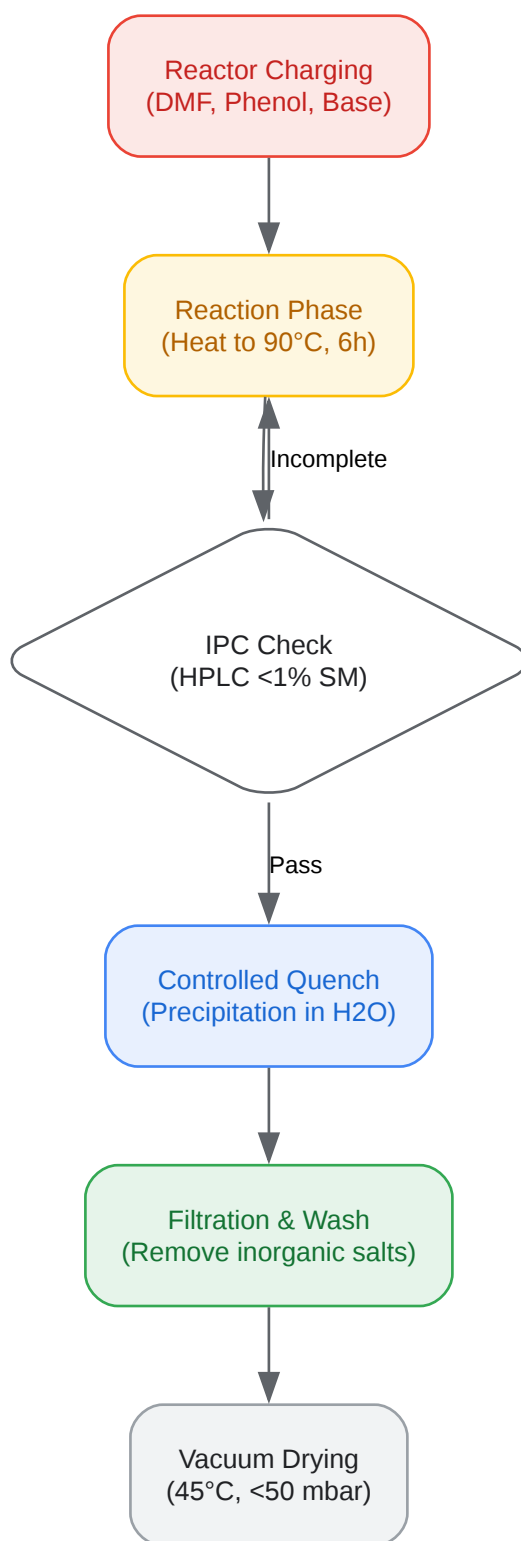 Reactor Charging
(DMF, Phenol, Base)
Reaction Phase
(Heat to 90°C, 6h)
Incomplete
IPC Check
(HPLC <1% SM)
Pass
Controlled Quench
(Precipitation in H2O)
Filtration & Wash
(Remove inorganic salts)
Vacuum Drying
(45°C, <50 mbar)